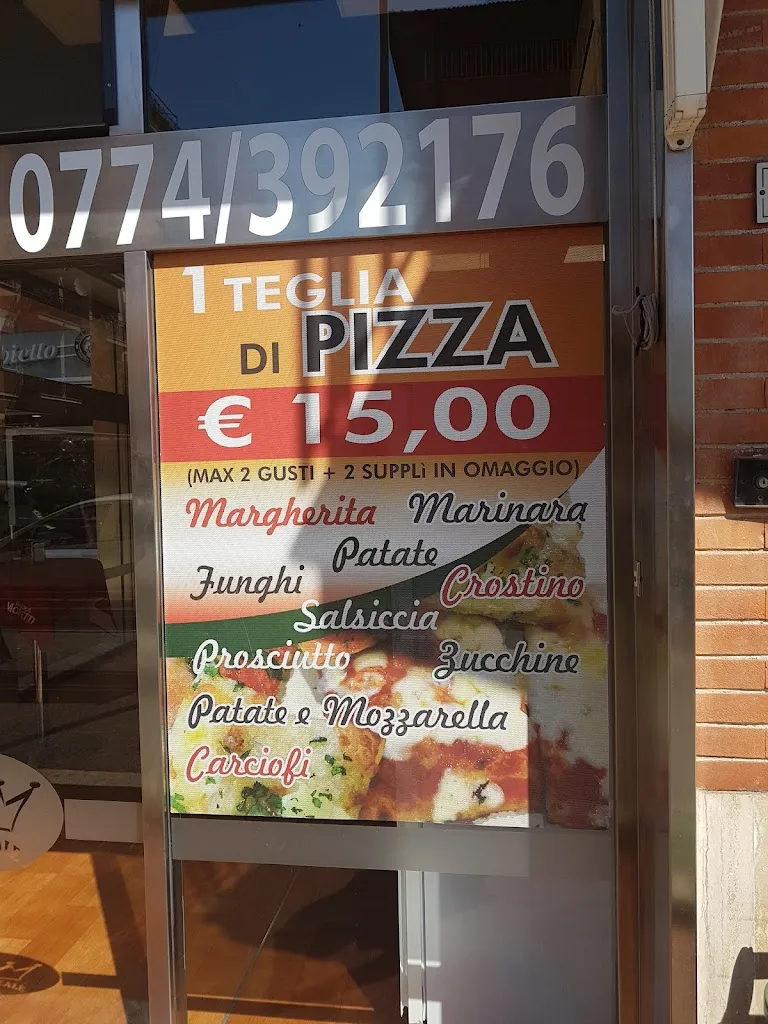 0774/392176
1 TEGLIA
DI PIZZA
€ 15,00
(MAX 2 GUSTI + 2 SUPPLì IN OMAGGIO)
Margherita Marinara
Patate
Funghi Crostino
Salsiccia
Prosciutto Zucchine
Patate e Mozzarella
Carciofi